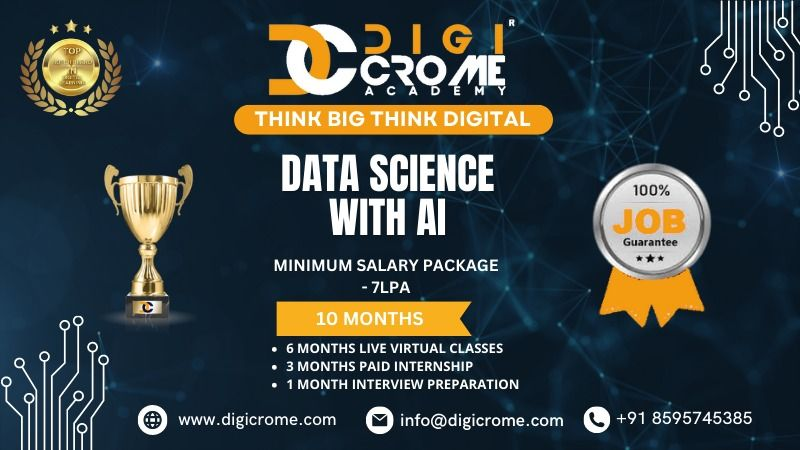 TOP
IN
DIGI
CROME
ACADEMY
R
THINK BIG THINK DIGITAL
DATA SCIENCE
WITH AI
100%
JOB
Guarantee
MINIMUM SALARY PACKAGE
- 7LPA
10 MONTHS
• 6 MONTHS LIVE VIRTUAL CLASSES
• 3 MONTHS PAID INTERNSHIP
• 1 MONTH INTERVIEW PREPARATION
www.digicrome.com
info@digicrome.com
+91 8595745385